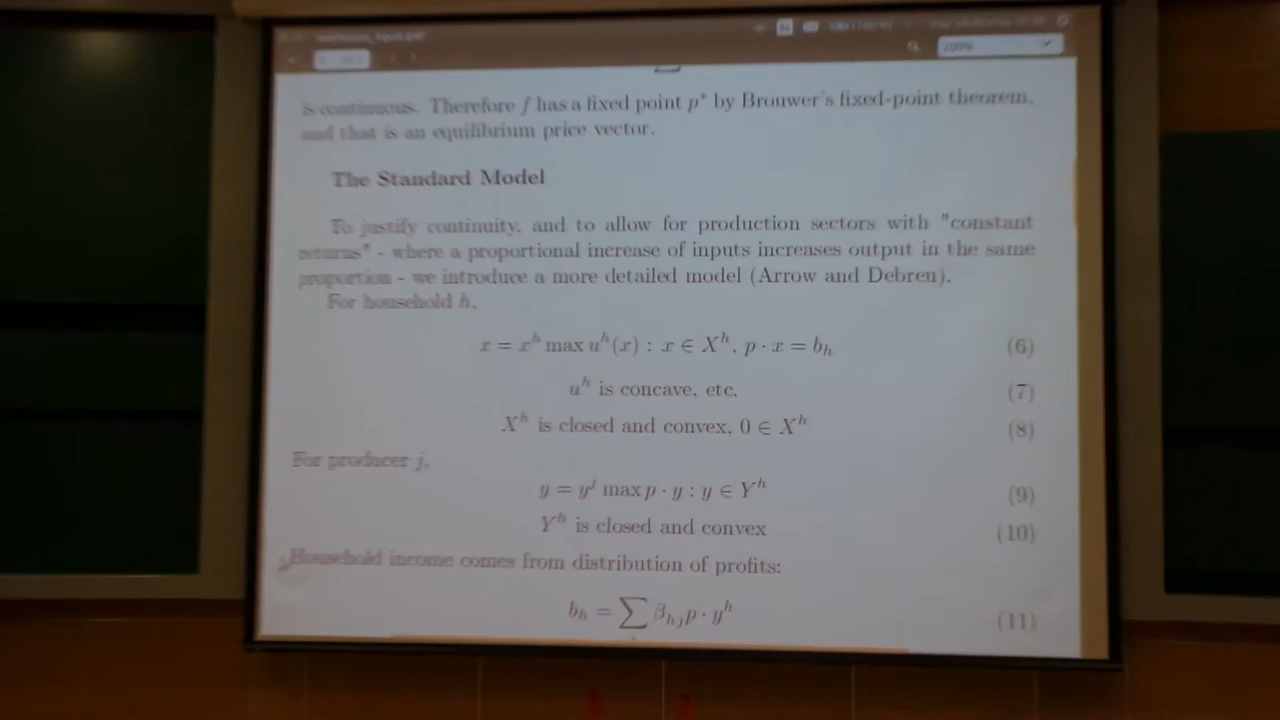 200%
is continuous. Therefore f has a fixed point p* by Brouwer's fixed-point theorem,
and that is an equilibrium price vector.
The Standard Model
To justify continuity, and to allow for production sectors with "constant
returns" - where a proportional increase of inputs increases output in the same
proportion - we introduce a more detailed model (Arrow and Debreu).
For household h,
x = x^h max u^h(x) : x ∈ X^h, p · x = b_h (6)
u^h is concave, etc. (7)
X^h is closed and convex, 0 ∈ X^h (8)
For producer j,
y = y^j max p · y : y ∈ Y^h (9)
Y^h is closed and convex (10)
Household income comes from distribution of profits:
b_h = ∑ β_hj p · y^h (11)